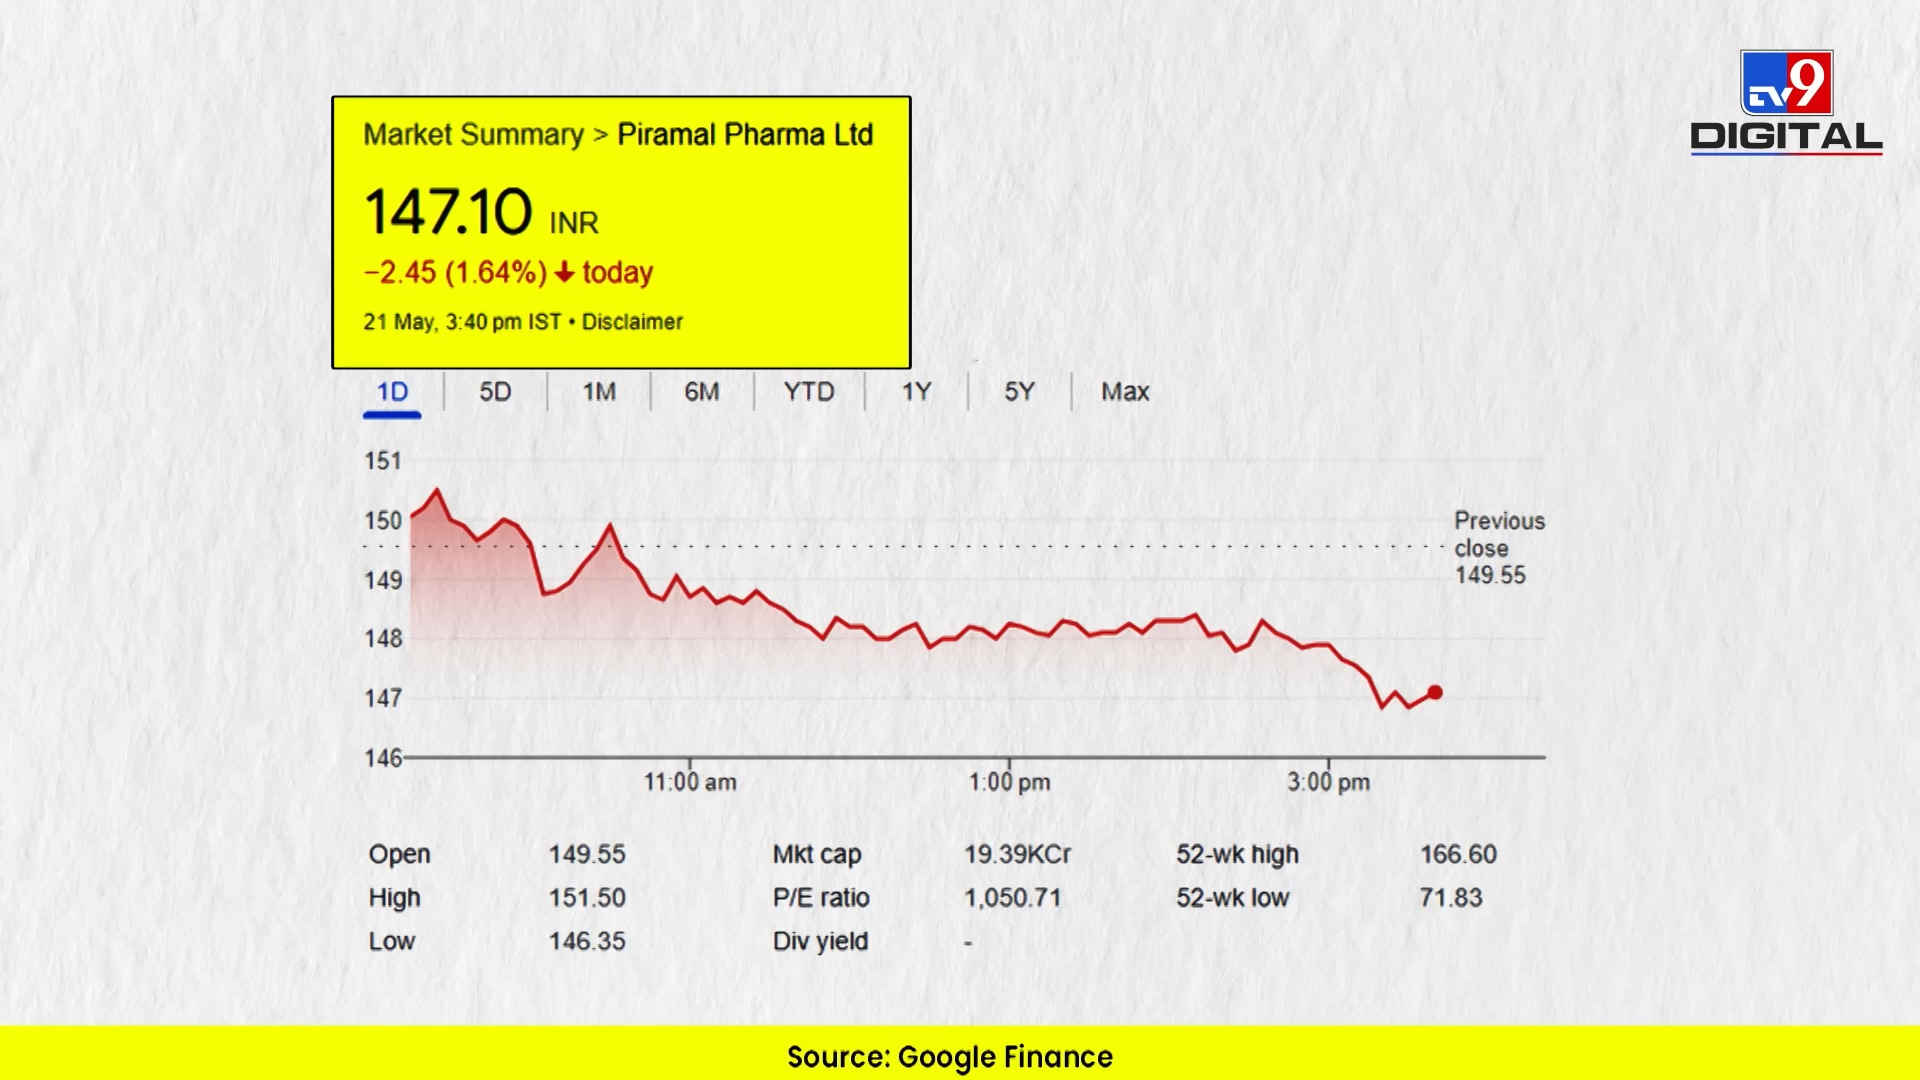 TV9
DIGITAL
Market Summary > Piramal Pharma Ltd
147.10 INR
−2.45 (1.64%) ↓ today
21 May, 3:40 pm IST • Disclaimer
1D 5D 1M 6M YTD 1Y 5Y Max
151
150
149
148
147
146
Previous
close
149.55
11:00 am 1:00 pm 3:00 pm
Open 149.55 Mkt cap 19.39KCr 52-wk high 166.60
High 151.50 P/E ratio 1,050.71 52-wk low 71.83
Low 146.35 Div yield -
Source: Google Finance